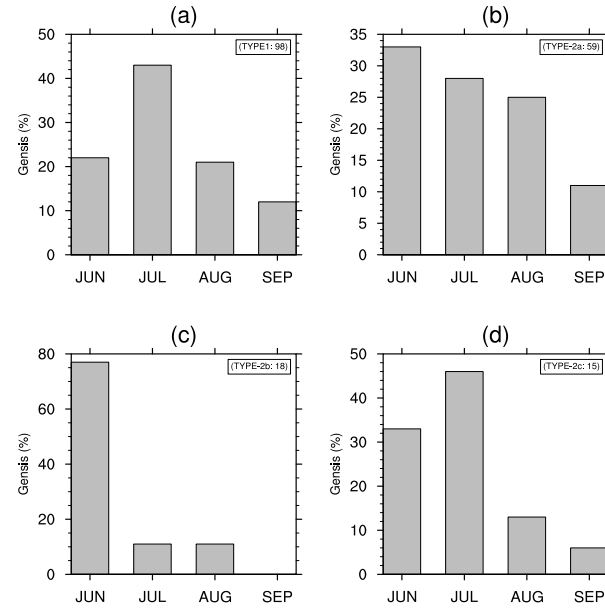 (a)
(TYPE1: 98)
Gensis (%)
50
40
30
20
10
0
JUN JUL AUG SEP
(b)
(TYPE-2a: 59)
Gensis (%)
35
30
25
20
15
10
5
0
JUN JUL AUG SEP
(c)
(TYPE-2b: 18)
Gensis (%)
80
60
40
20
0
JUN JUL AUG SEP
(d)
(TYPE-2c: 15)
Gensis (%)
50
40
30
20
10
0
JUN JUL AUG SEP